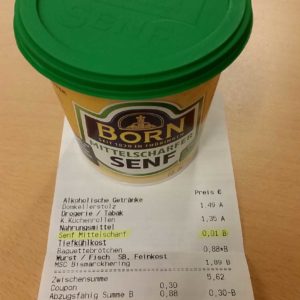 BORN
SEIT 1820 IN THÜRINGEN
MITTELSCHARFER
SENF
Preis €
Alkoholische Getränke
Domkellerstolz 1,49 A
Drogerie / Tabak
K.Küchenrollen 1,35 A
Nahrungsmittel
Senf Mittelscharf 0,01 B
Tiefkühlkost
Baguettebrötchen 0,88*B
Wurst / Fisch SB, Feinkost
MSC Bismarckhering 1,89 B
Zwischensumme 5,62
Coupon 0,30
Abzugsfähig Summe B 0,88 0,30-B